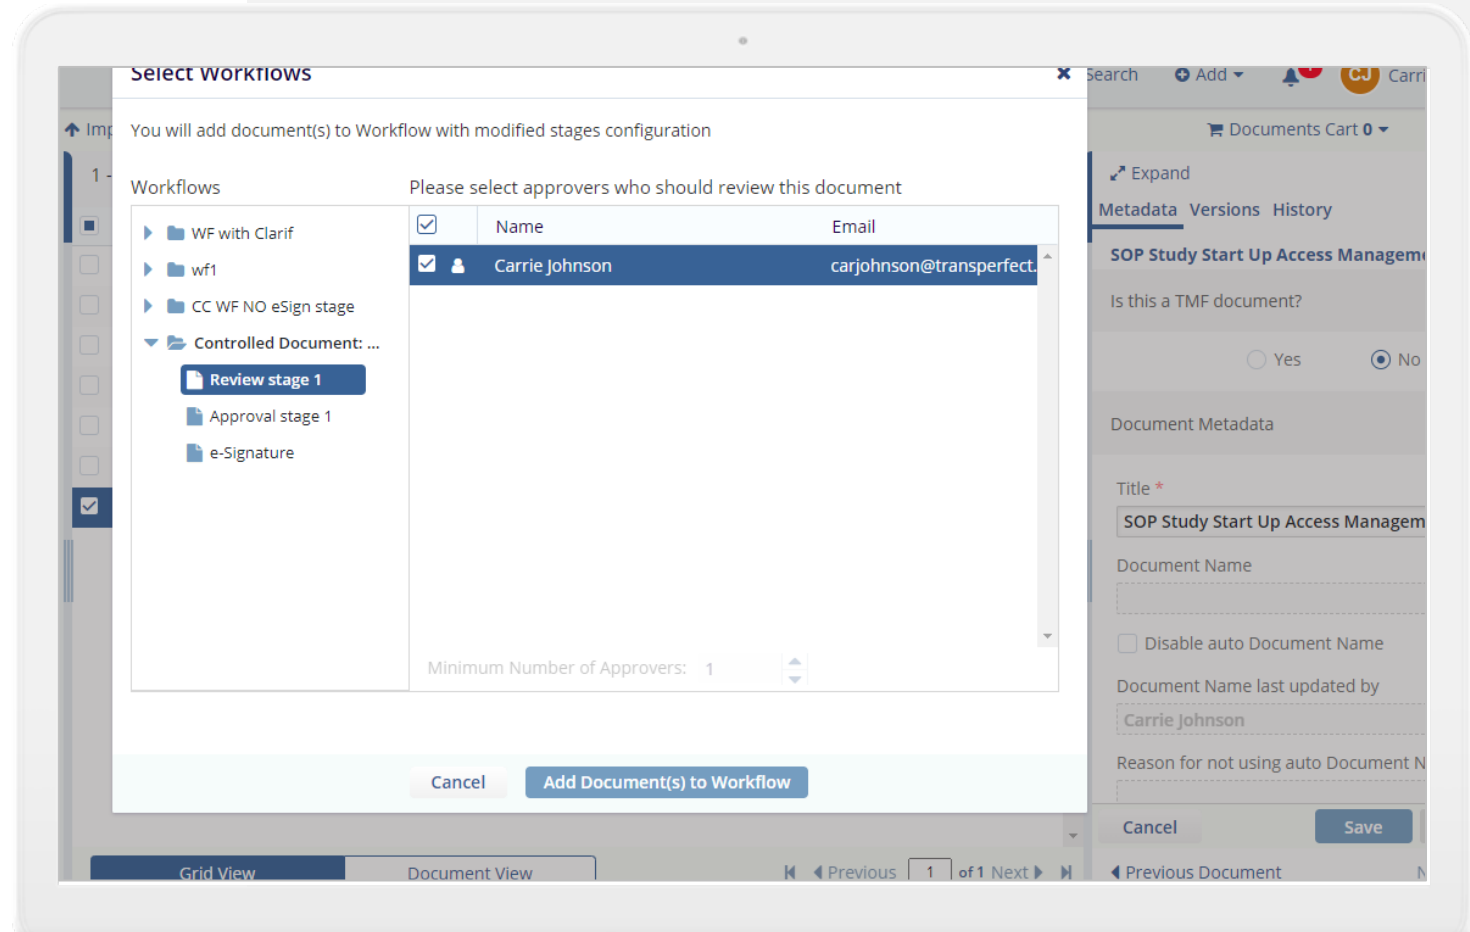 Select Workflows
Search
Add
CJ
Carri
Imp
You will add document(s) to Workflow with modified stages configuration
Documents Cart 0
1 -
Workflows
Please select approvers who should review this document
Expand
Metadata Versions History
Name
Email
WF with Clarif
Carrie Johnson
carjohnson@transperfect.
SOP Study Start Up Access Manageme
wf1
CC WF NO eSign stage
Is this a TMF document?
Controlled Document: ...
Yes
No
Review stage 1
Approval stage 1
Document Metadata
e-Signature
Title *
SOP Study Start Up Access Managem
Document Name
Disable auto Document Name
Minimum Number of Approvers: 1
Document Name last updated by
Carrie Johnson
Reason for not using auto Document N
Cancel
Add Document(s) to Workflow
Cancel
Save
Grid View
Document View
Previous 1 of 1 Next
Previous Document
N